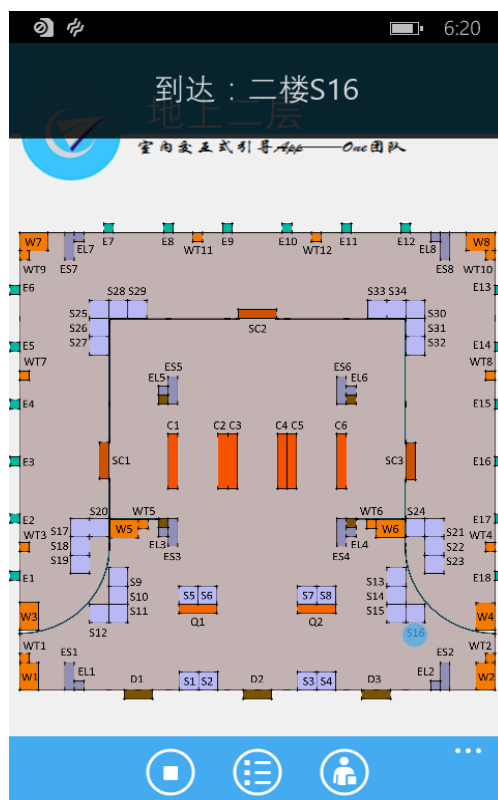 6:20
到达：二楼S16
地上二层
室内交互式引导App——One团队
W7 EL7 E7 E8 E9 E10 E11 E12 EL8 W8
WT9 ES7 WT11 WT12 ES8 WT10
E6 E13
S28 S29 S33 S34
S25 S30
S26 SC2 S31
E5 S27 S32 E14
WT7 ES5 ES6 WT8
EL5 EL6
E4 E15
C1 C2 C3 C4 C5 C6
E3 SC1 SC3 E16
E2 S20 WT5 WT6 S24 E17
WT3 S17 W5 W6 S21 WT4
S18 EL3 EL4 S22
S19 ES3 ES4 S23
E1 S9 S13 E18
S10 S5 S6 S7 S8 S14
W3 S11 Q1 Q2 S15 W4
S12 S16
WT1 ES1 ES2 WT2
W1 EL1 D1 S1 S2 D2 S3 S4 D3 EL2 W2